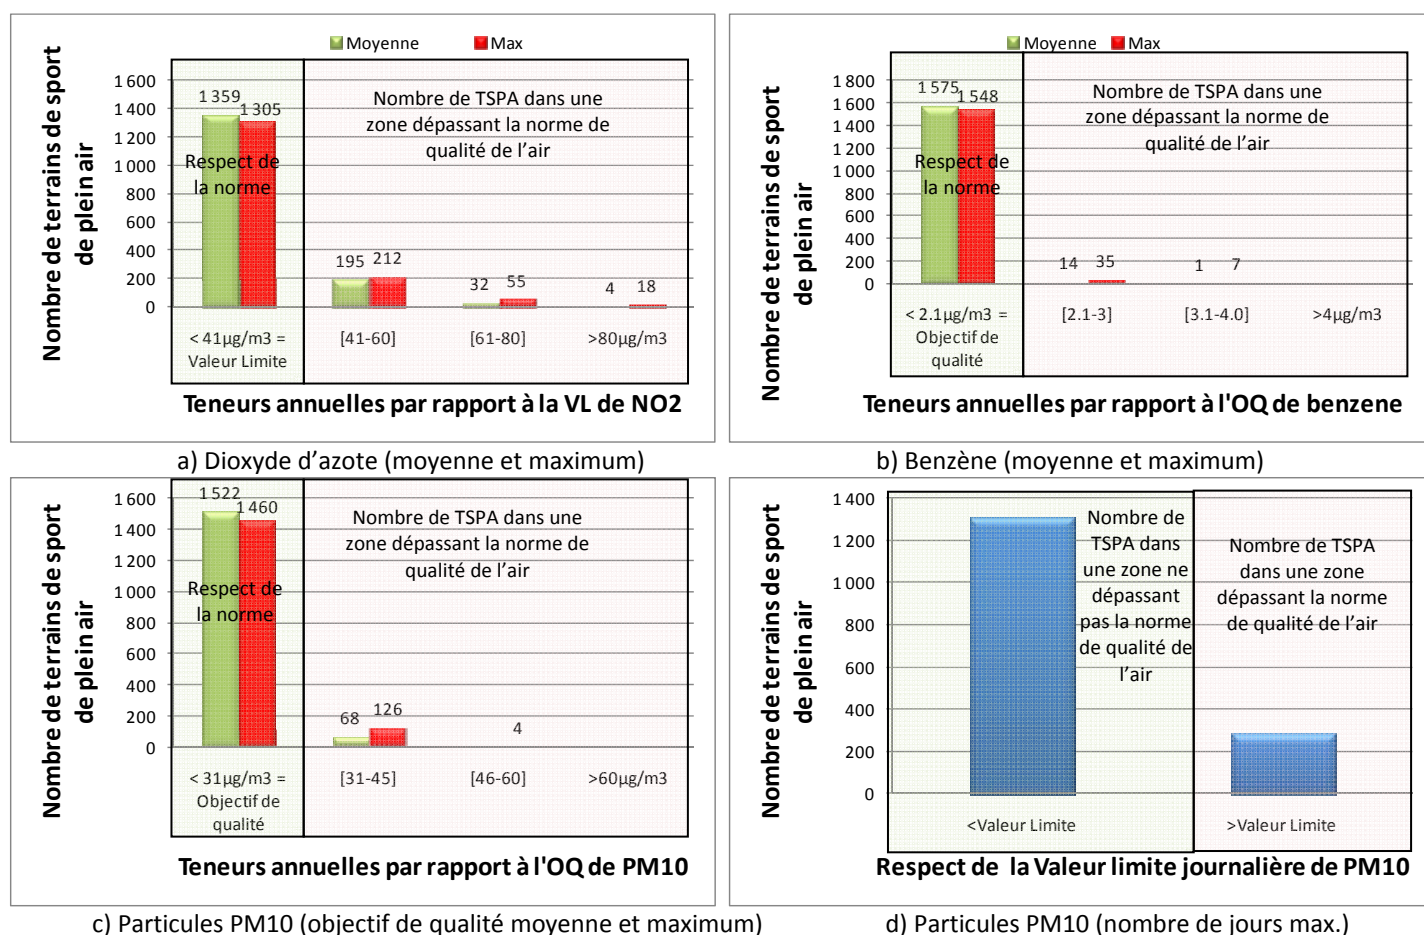 Moyenne Max
Nombre de terrains de sport
de plein air
1 600
1 400
1 200
1 000
800
600
400
200
0
1 359
1 305
Respect de
la norme
Nombre de TSPA dans une
zone dépassant la norme de
qualité de l'air
195 212
32 55
4 18
< 41µg/m3 =
Valeur Limite
[41-60] [61-80] >80µg/m3
Teneurs annuelles par rapport à la VL de NO2
a) Dioxyde d'azote (moyenne et maximum)
Moyenne Max
Nombre de terrains de sport
de plein air
1 800
1 600
1 400
1 200
1 000
800
600
400
200
0
1 575
1 548
Respect de
la norme
Nombre de TSPA dans une
zone dépassant la norme de
qualité de l'air
14 35
1 7
< 2.1µg/m3 =
Objectif de
qualité
[2.1-3] [3.1-4.0] >4µg/m3
Teneurs annuelles par rapport à l'OQ de benzene
b) Benzène (moyenne et maximum)
Nombre de terrains de sport
de plein air
1 600
1 400
1 200
1 000
800
600
400
200
0
1 522
1 460
Respect de
la norme
Nombre de TSPA dans une
zone dépassant la norme de
qualité de l'air
68 126
4
< 31µg/m3 =
Objectif de
qualité
[31-45] [46-60] >60µg/m3
Teneurs annuelles par rapport à l'OQ de PM10
c) Particules PM10 (objectif de qualité moyenne et maximum)
Nombre de terrains de sport
de plein air
1 400
1 200
1 000
800
600
400
200
0
Nombre de
TSPA dans
une zone ne
dépassant
pas la norme
de qualité de
l'air
Nombre de TSPA
dans une zone
dépassant la norme
de qualité de l'air
<Valeur Limite >Valeur Limite
Respect de la Valeur limite journalière de PM10
d) Particules PM10 (nombre de jours max.)